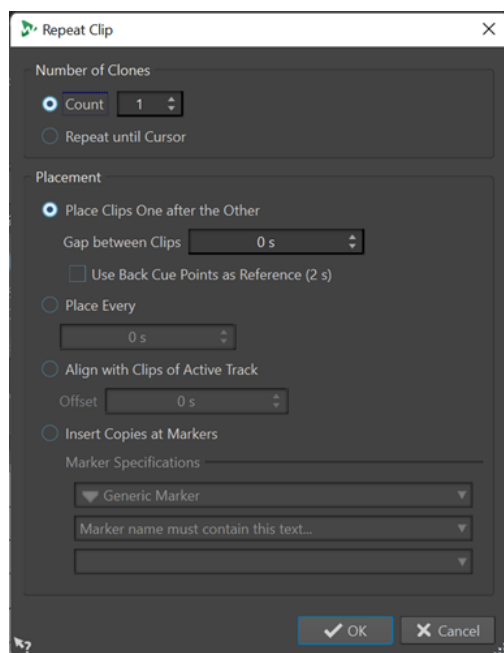 Repeat Clip
Number of Clones
Count 1
Repeat until Cursor
Placement
Place Clips One after the Other
Gap between Clips 0 s
Use Back Cue Points as Reference (2 s)
Place Every
0 s
Align with Clips of Active Track
Offset 0 s
Insert Copies at Markers
Marker Specifications
Generic Marker
Marker name must contain this text...
OK Cancel
?